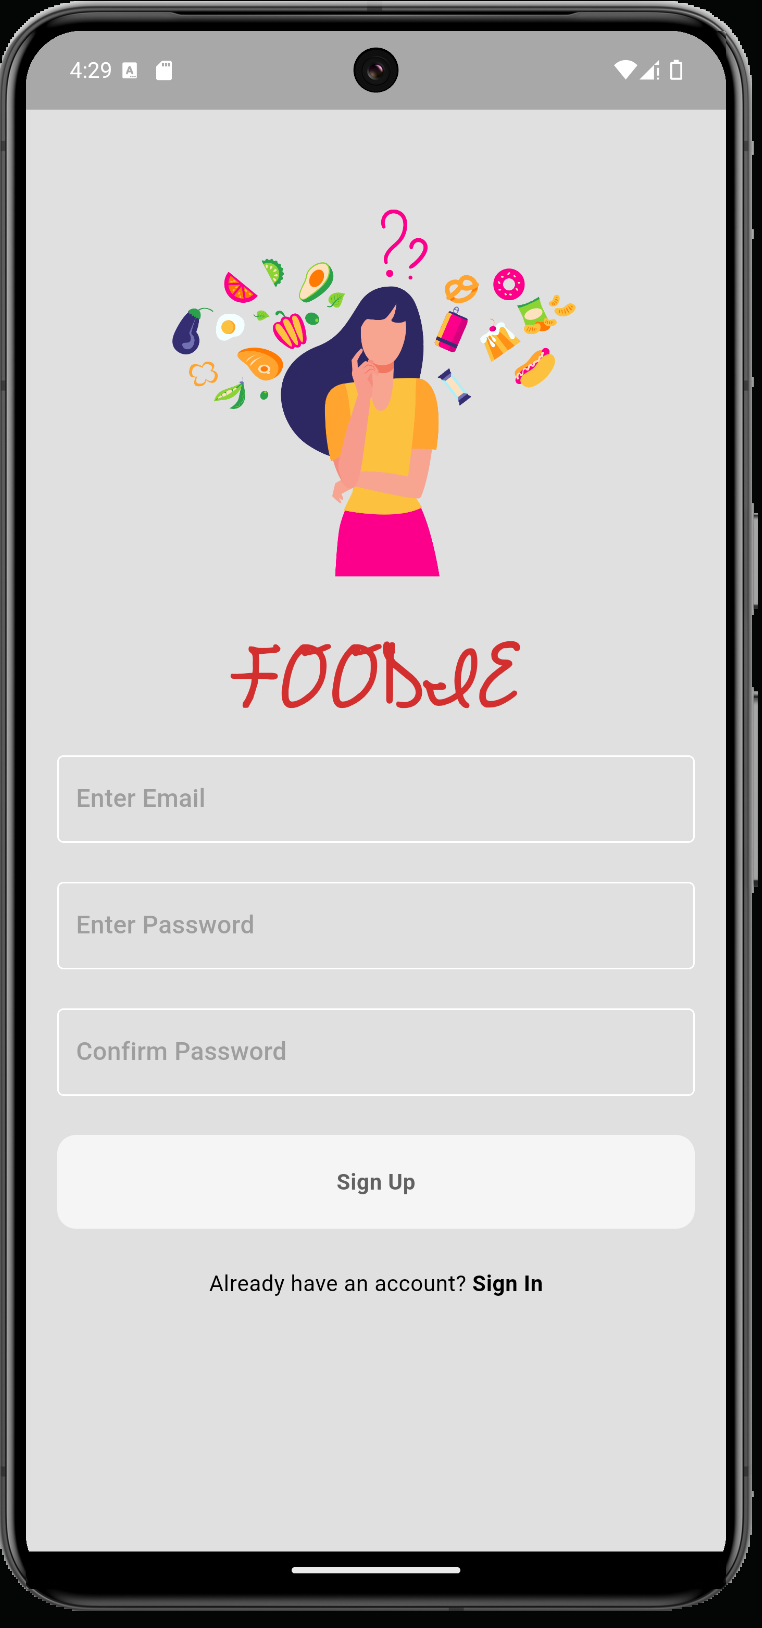 4:29
??
FOODIE
Enter Email
Enter Password
Confirm Password
Sign Up
Already have an account? Sign In